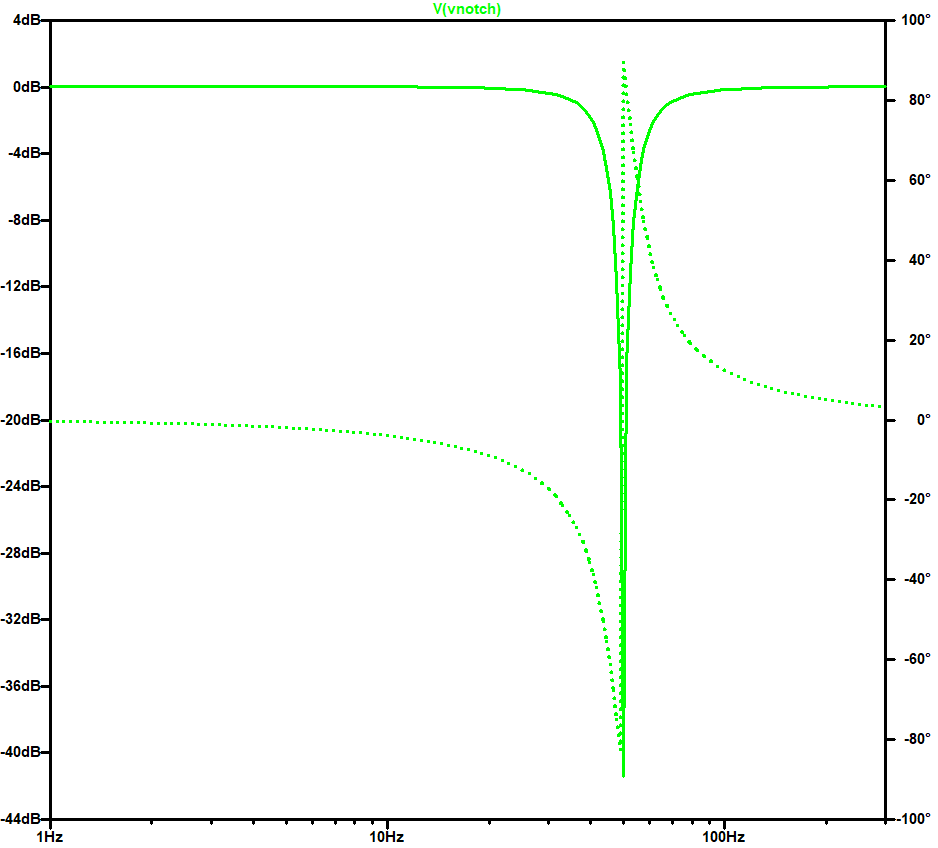 V(vnotch)
4dB 100°
0dB 80°
-4dB 60°
-8dB 40°
-12dB 20°
-16dB 0°
-20dB -20°
-24dB -40°
-28dB -60°
-32dB -80°
-36dB -100°
-40dB
-44dB
1Hz 10Hz 100Hz